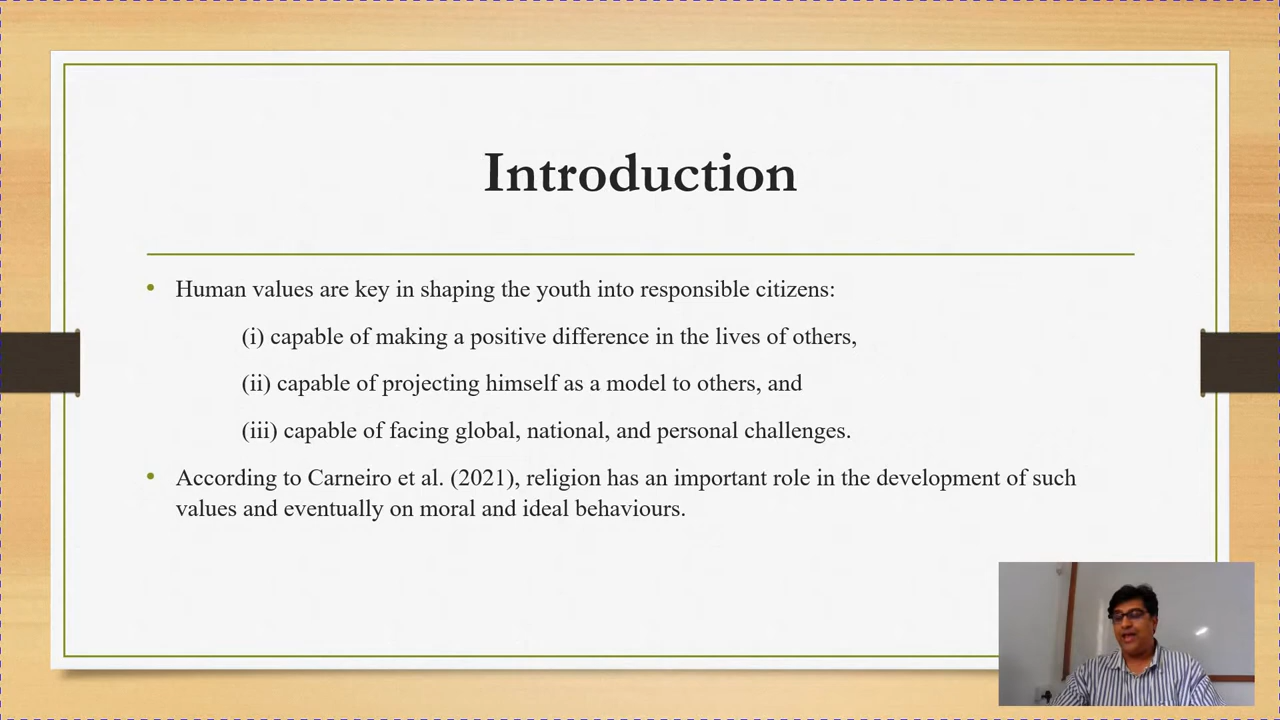 Introduction
• Human values are key in shaping the youth into responsible citizens:
(i) capable of making a positive difference in the lives of others,
(ii) capable of projecting himself as a model to others, and
(iii) capable of facing global, national, and personal challenges.
• According to Carneiro et al. (2021), religion has an important role in the development of such
values and eventually on moral and ideal behaviours.